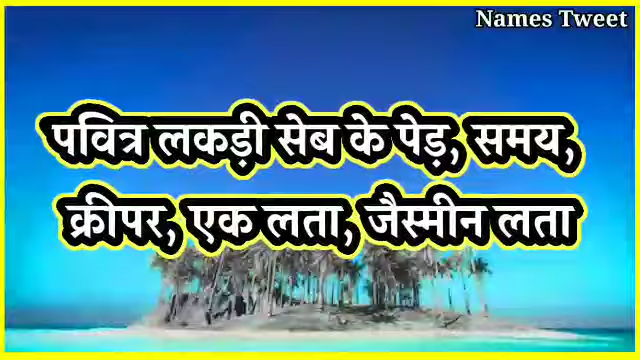 Names Tweet
पवित्र लकड़ी सेब के पेड़, समय,
क्रीपर, एक लता, जैस्मीन लता